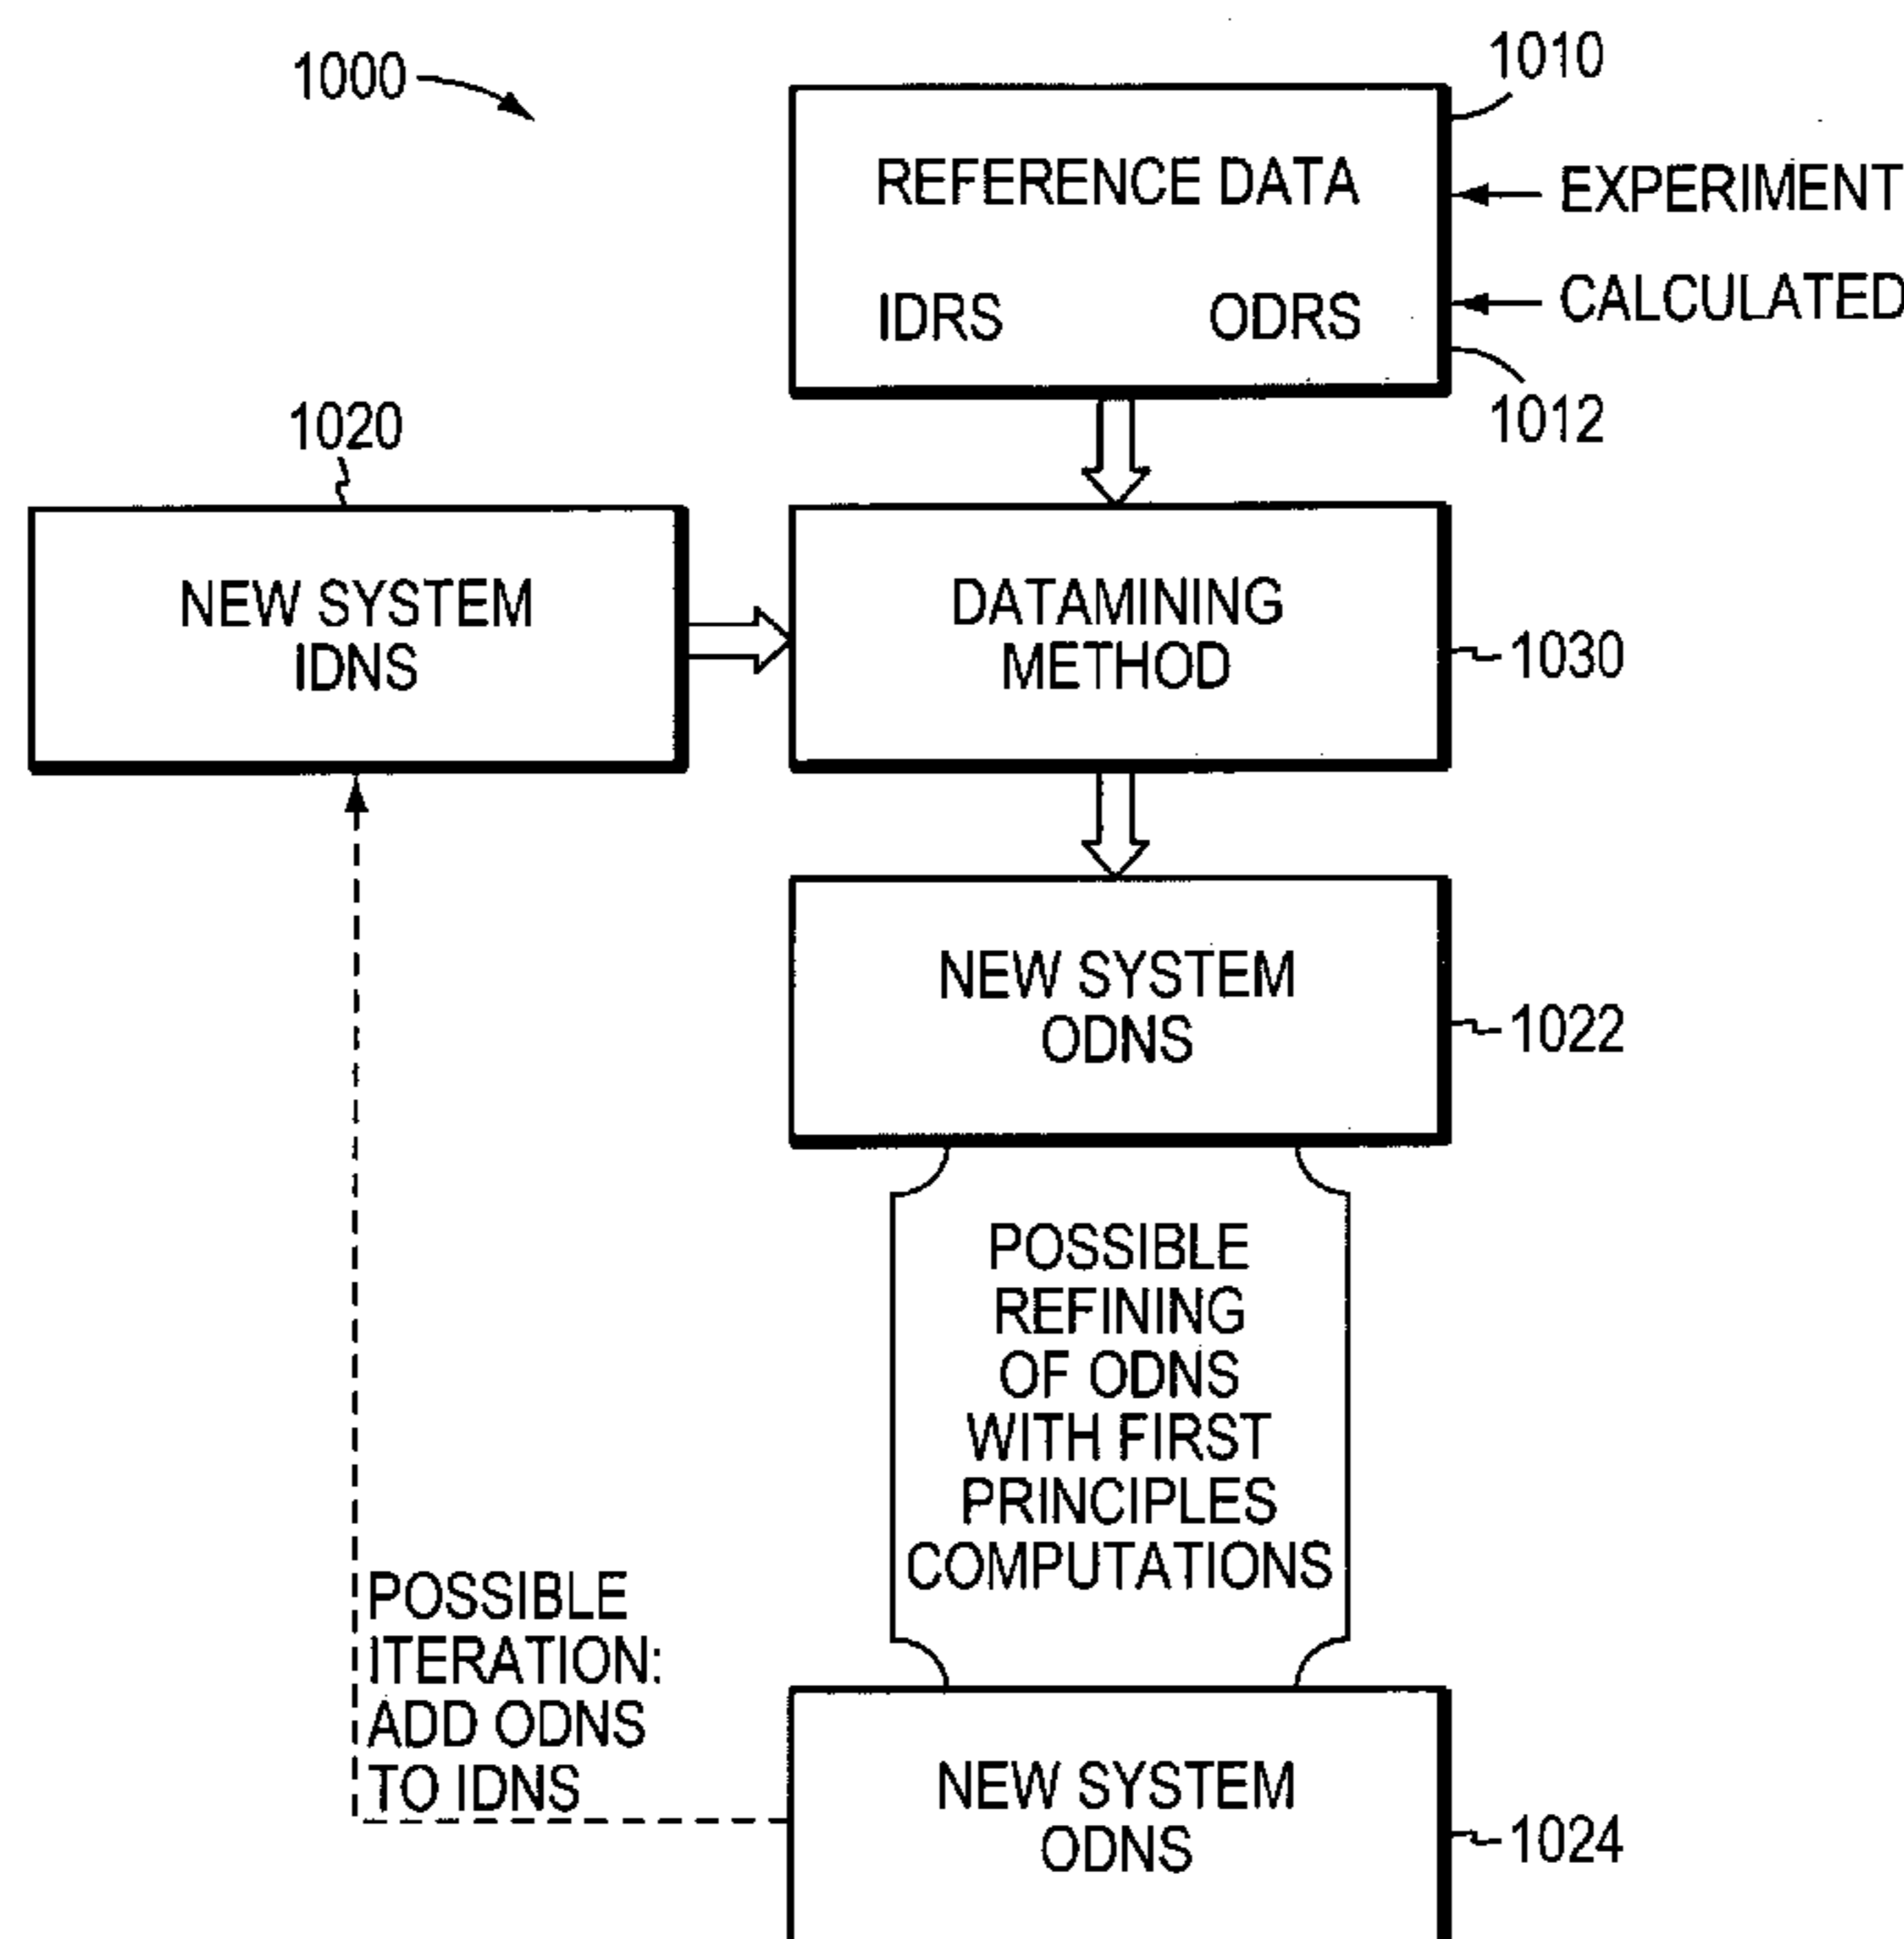 1000
1010
REFERENCE DATA
EXPERIMENT
IDRS ODRS
CALCULATED
1012
1020
NEW SYSTEM
IDNS
DATAMINING
METHOD
1030
NEW SYSTEM
ODNS
1022
POSSIBLE
REFINING
OF ODNS
WITH FIRST
PRINCIPLES
COMPUTATIONS
POSSIBLE
ITERATION:
ADD ODNS
TO IDNS
NEW SYSTEM
ODNS
1024